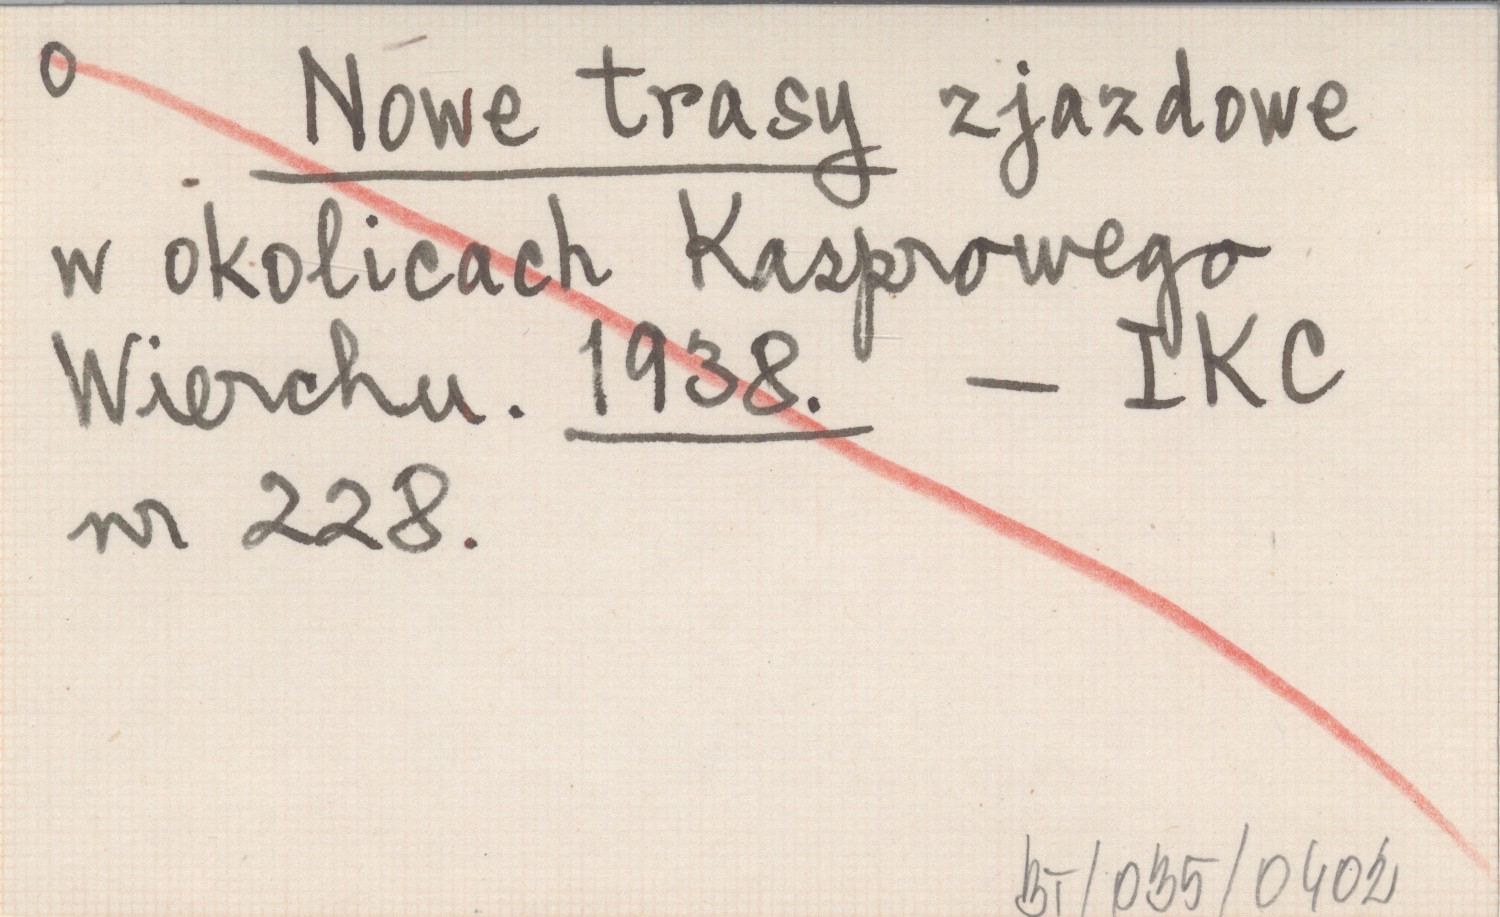 o Nowe trasy zjazdowe
w okolicach Kasprowego
Wierchu. 1938. — IKC
nr 228.
BT/035/0402